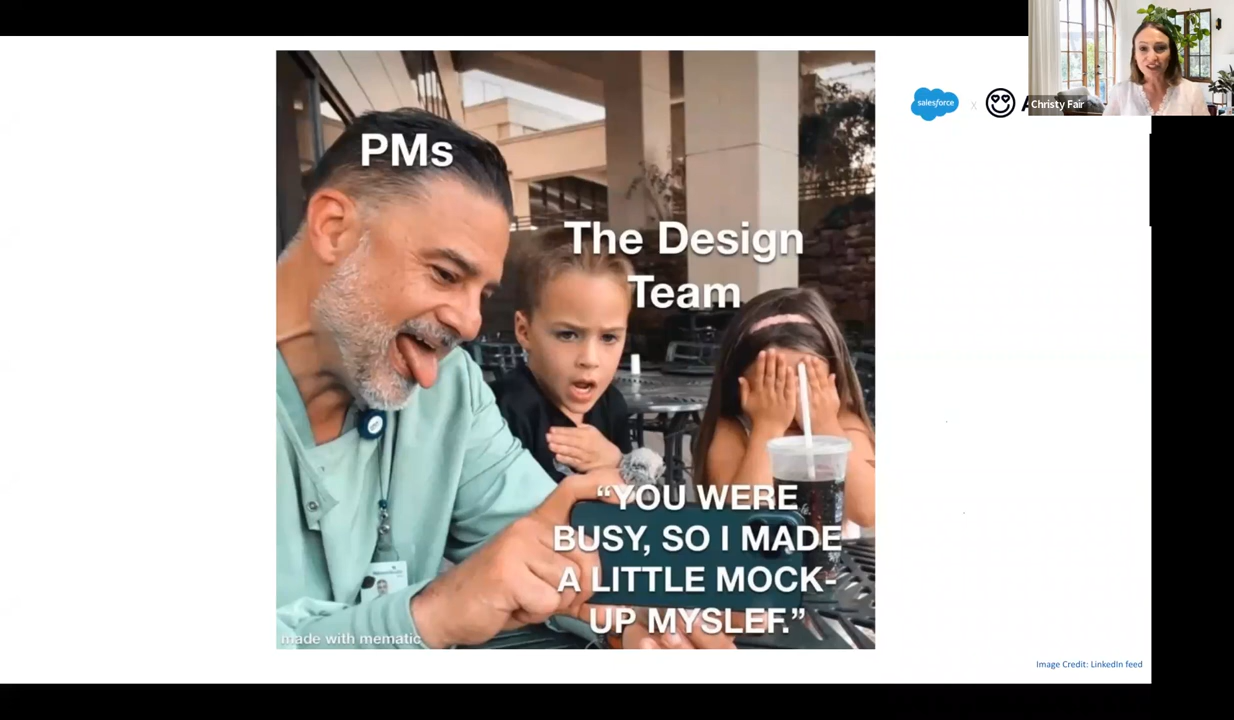 PMs
The Design
Team
“YOU WERE
BUSY, SO I MADE
A LITTLE MOCK-
UP MYSLEF.”
made with mematic
salesforce
x
Christy Fair
Image Credit: LinkedIn feed